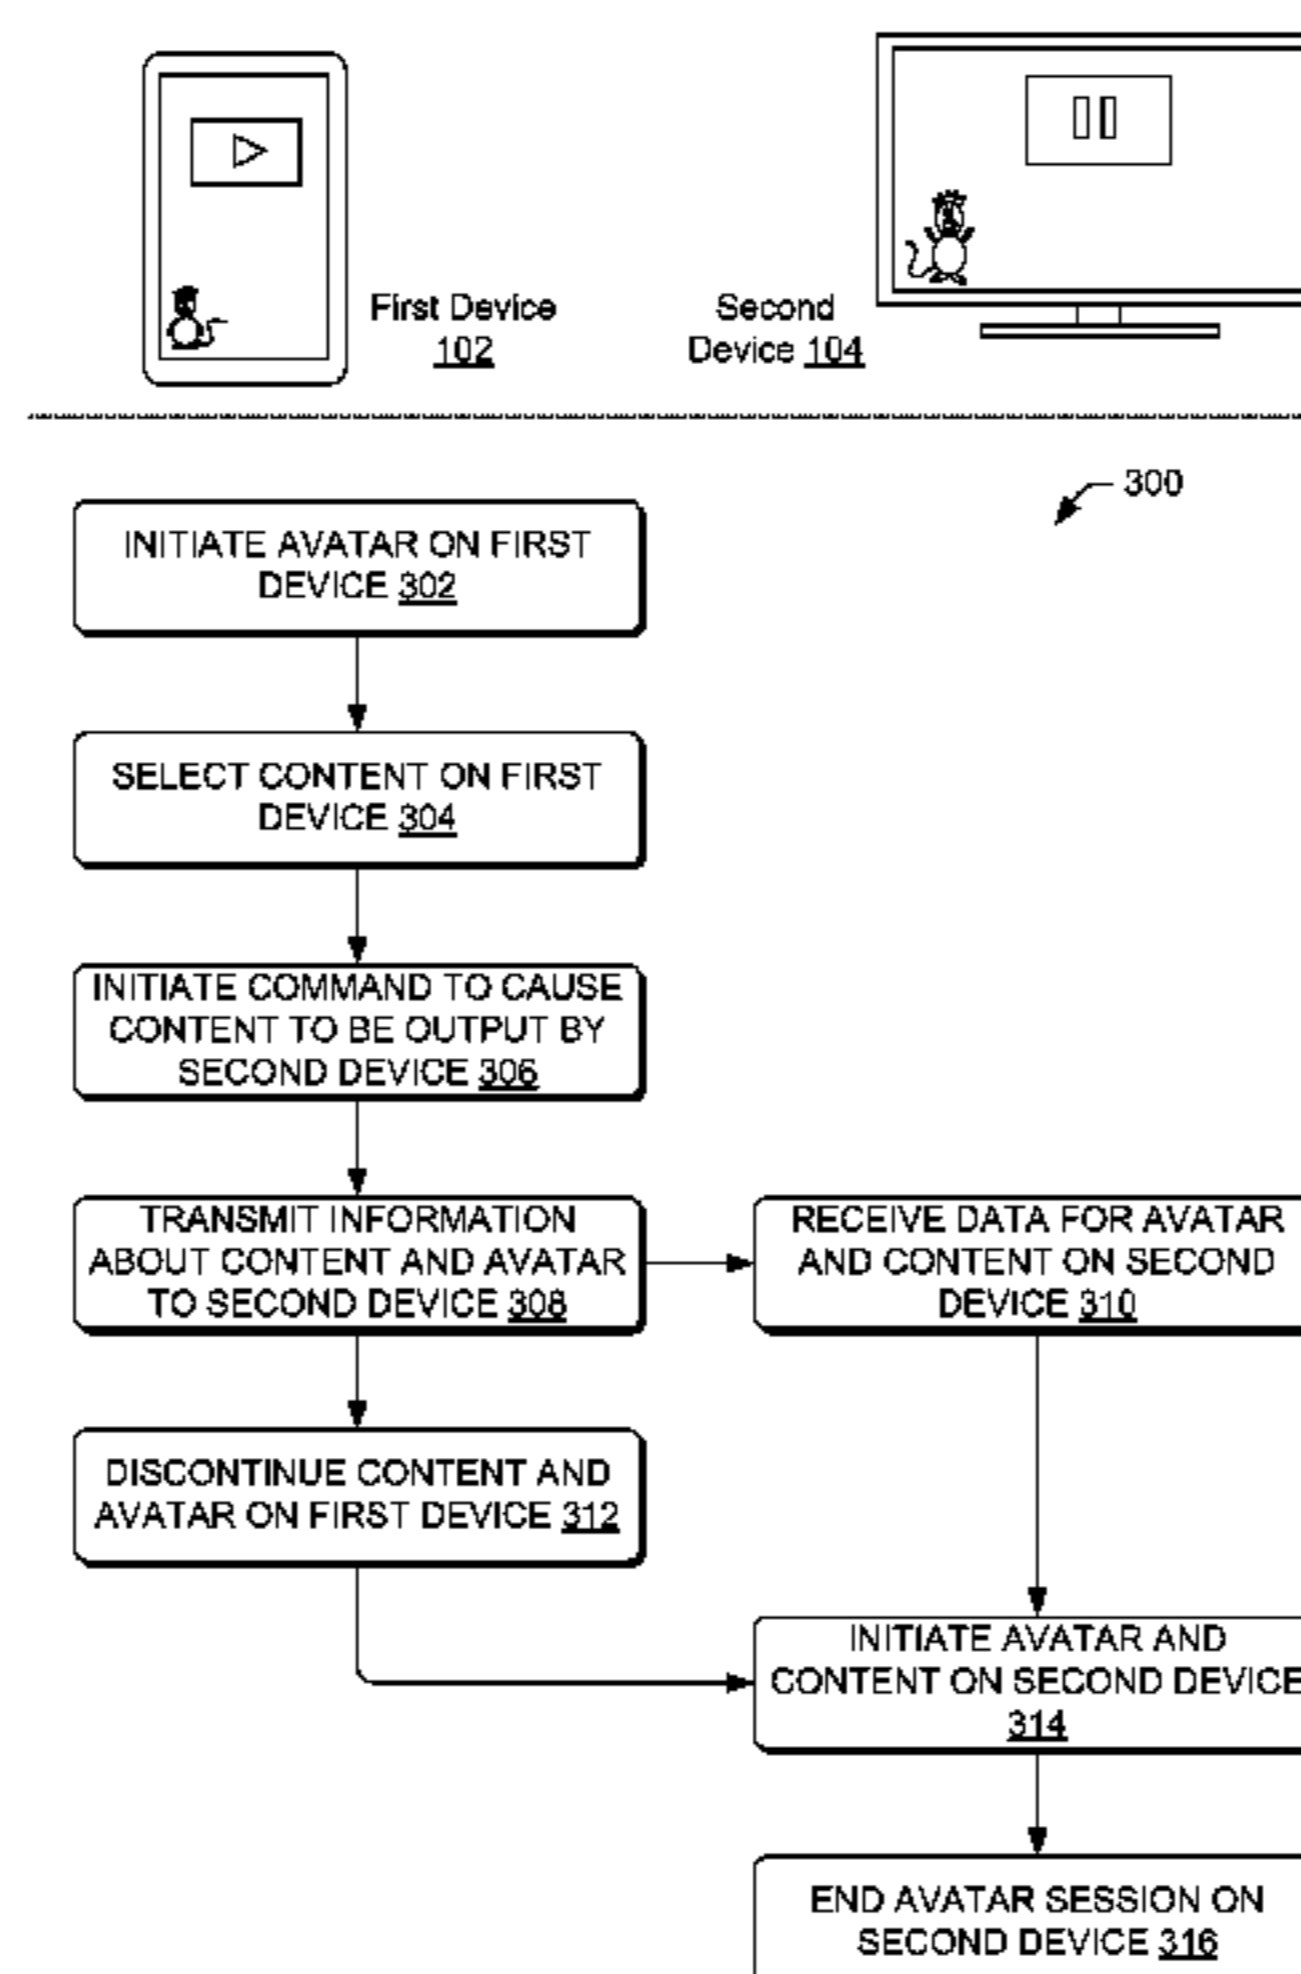 First Device
102
Second
Device 104
300
INITIATE AVATAR ON FIRST
DEVICE 302
SELECT CONTENT ON FIRST
DEVICE 304
INITIATE COMMAND TO CAUSE
CONTENT TO BE OUTPUT BY
SECOND DEVICE 306
TRANSMIT INFORMATION
ABOUT CONTENT AND AVATAR
TO SECOND DEVICE 308
RECEIVE DATA FOR AVATAR
AND CONTENT ON SECOND
DEVICE 310
DISCONTINUE CONTENT AND
AVATAR ON FIRST DEVICE 312
INITIATE AVATAR AND
CONTENT ON SECOND DEVICE
314
END AVATAR SESSION ON
SECOND DEVICE 316